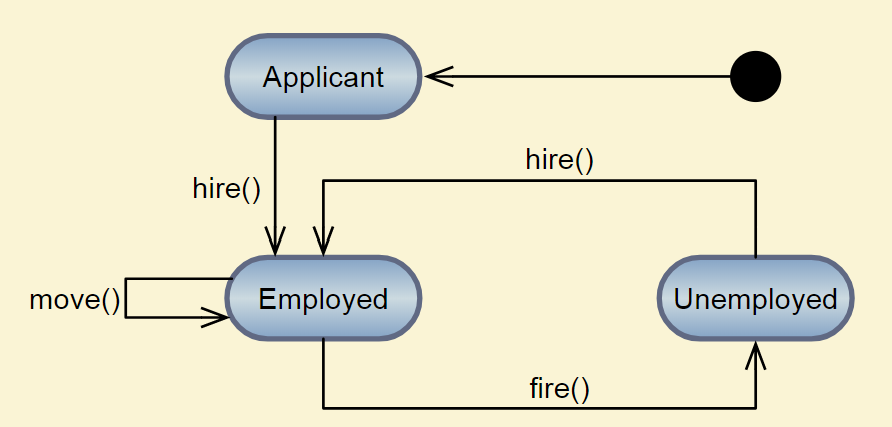 Applicant
hire()
hire()
move()
Employed
Unemployed
fire()